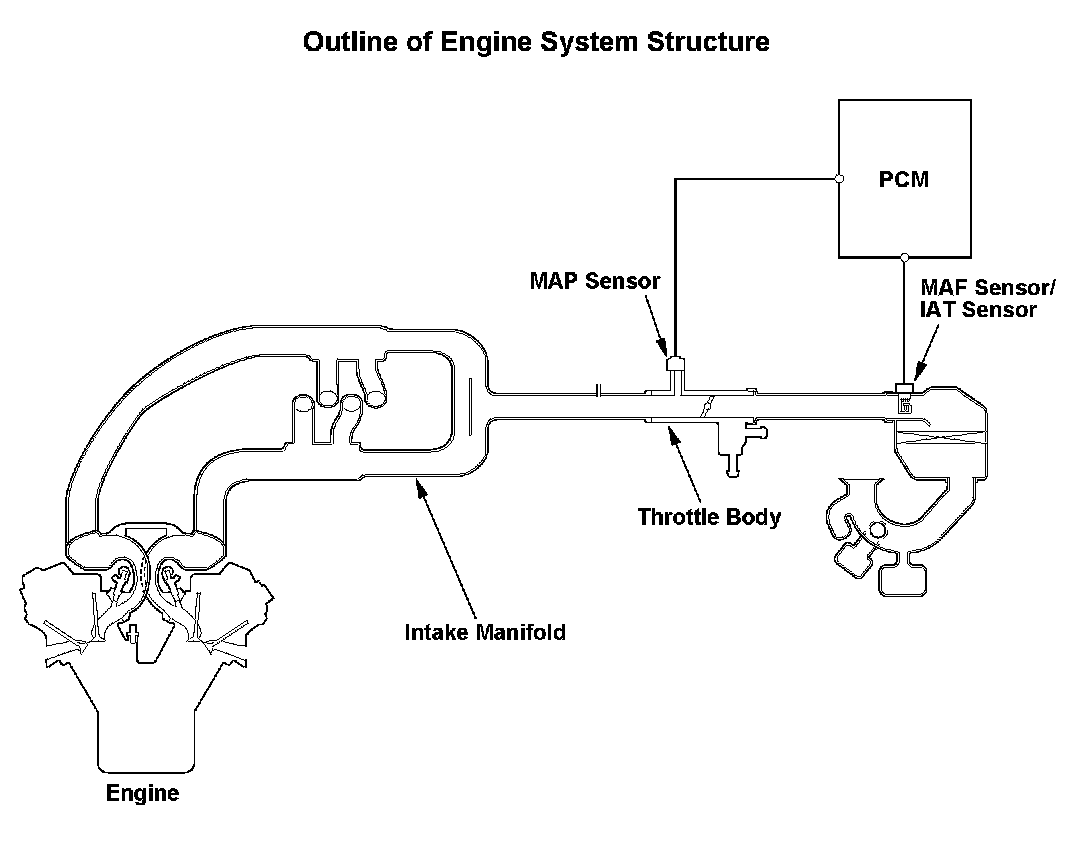 Outline of Engine System Structure
PCM
MAP Sensor
MAF Sensor/
IAT Sensor
Throttle Body
Intake Manifold
Engine